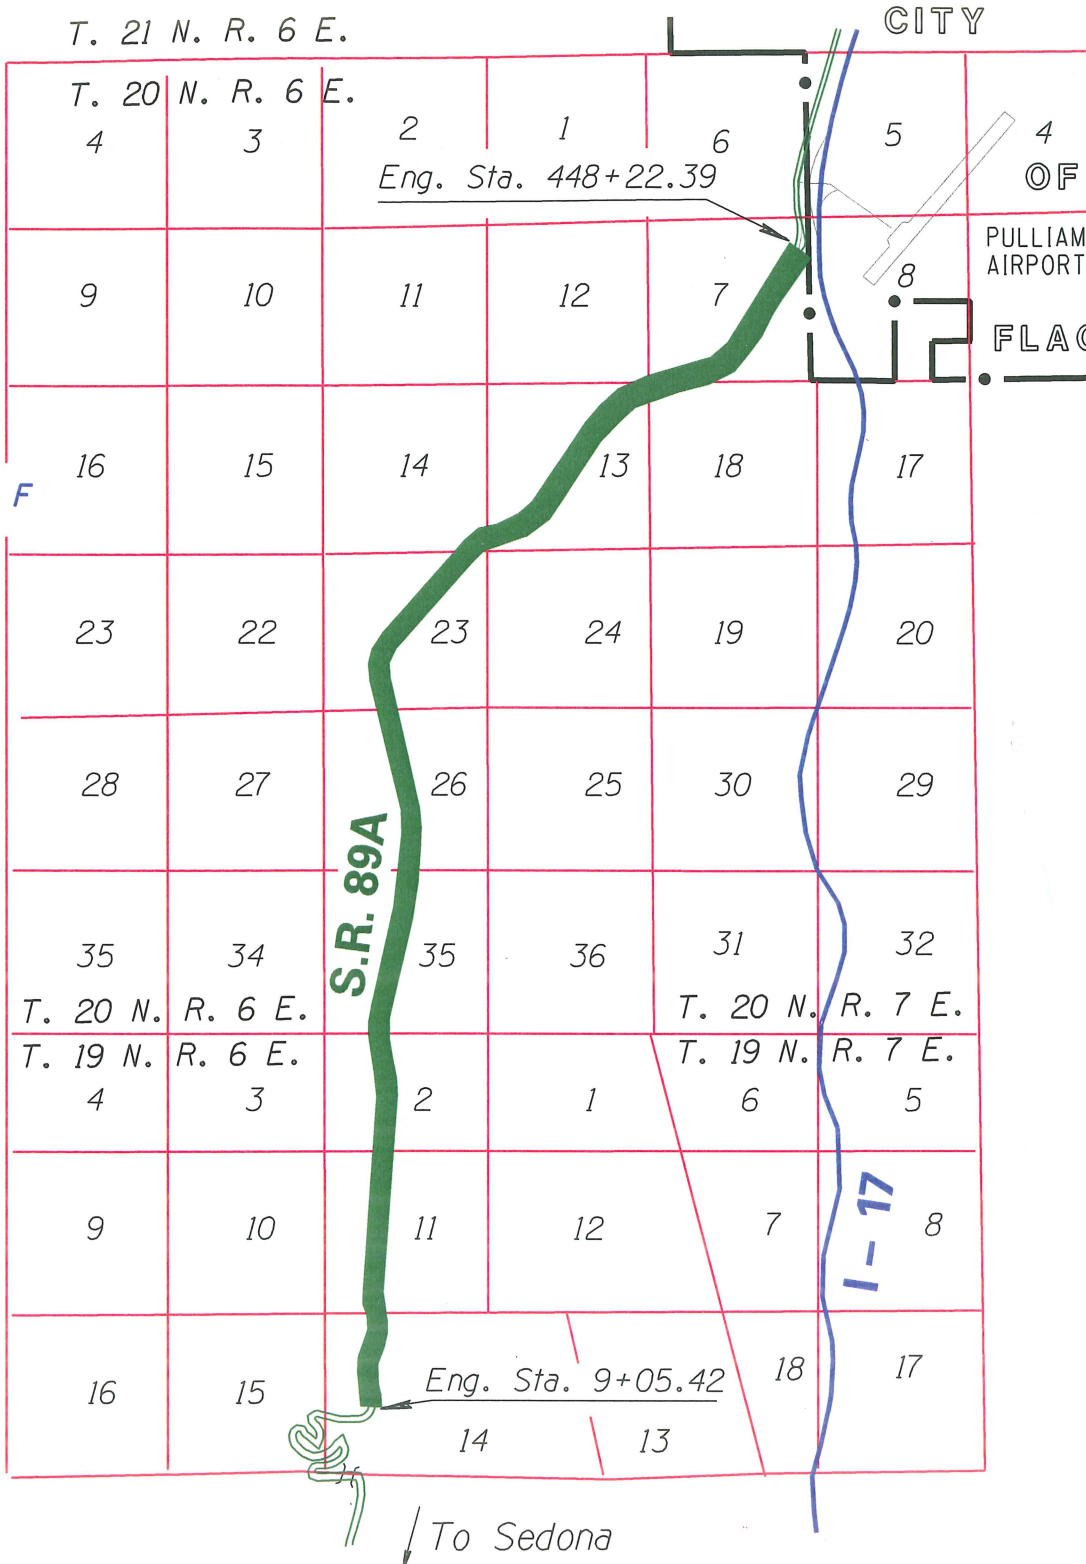 CITY
T. 21 N. R. 6 E.
T. 20 N. R. 6 E.
4 3 2 1 6 5 4
OF
Eng. Sta. 448+22.39
PULLIAM
AIRPORT
9 10 11 12 7 8
FLAG
16 15 14 13 18 17
F
23 22 23 24 19 20
28 27 26 25 30 29
S.R. 89A
35 34 35 36 31 32
T. 20 N. R. 6 E. T. 20 N. R. 7 E.
T. 19 N. R. 6 E. T. 19 N. R. 7 E.
4 3 2 1 6 5
9 10 11 12 7 8
I-17
16 15 18 17
Eng. Sta. 9+05.42
14 13
To Sedona